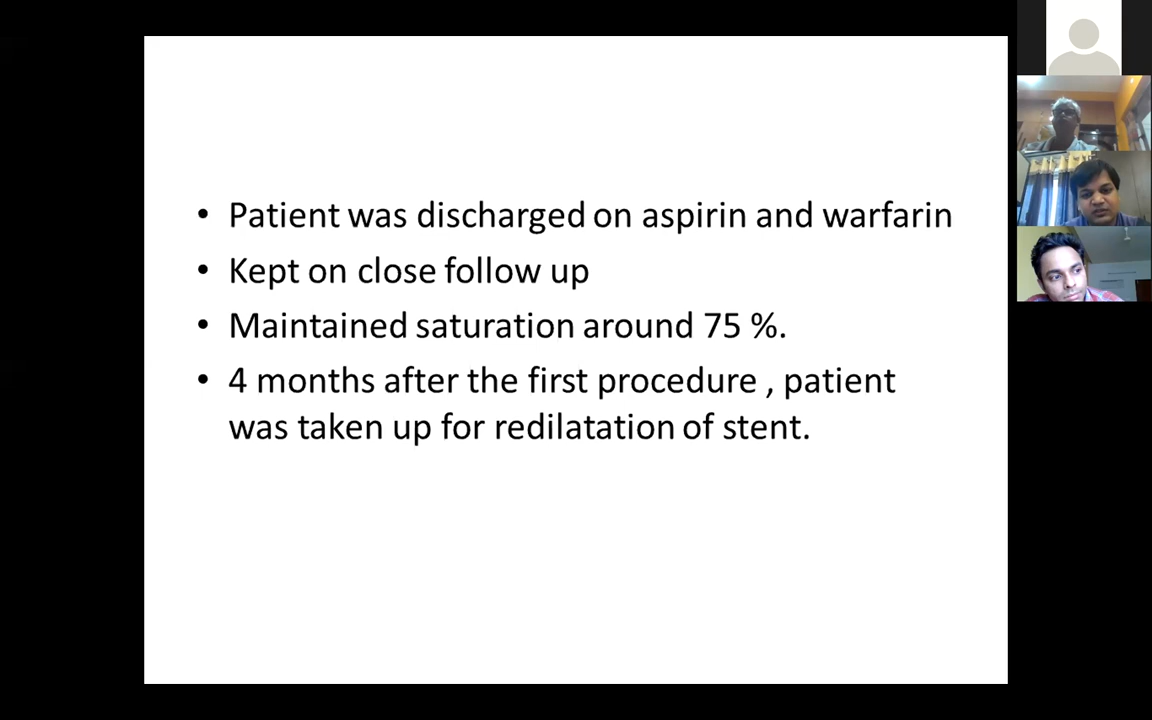 • Patient was discharged on aspirin and warfarin
• Kept on close follow up
• Maintained saturation around 75 %.
• 4 months after the first procedure , patient
was taken up for redilatation of stent.